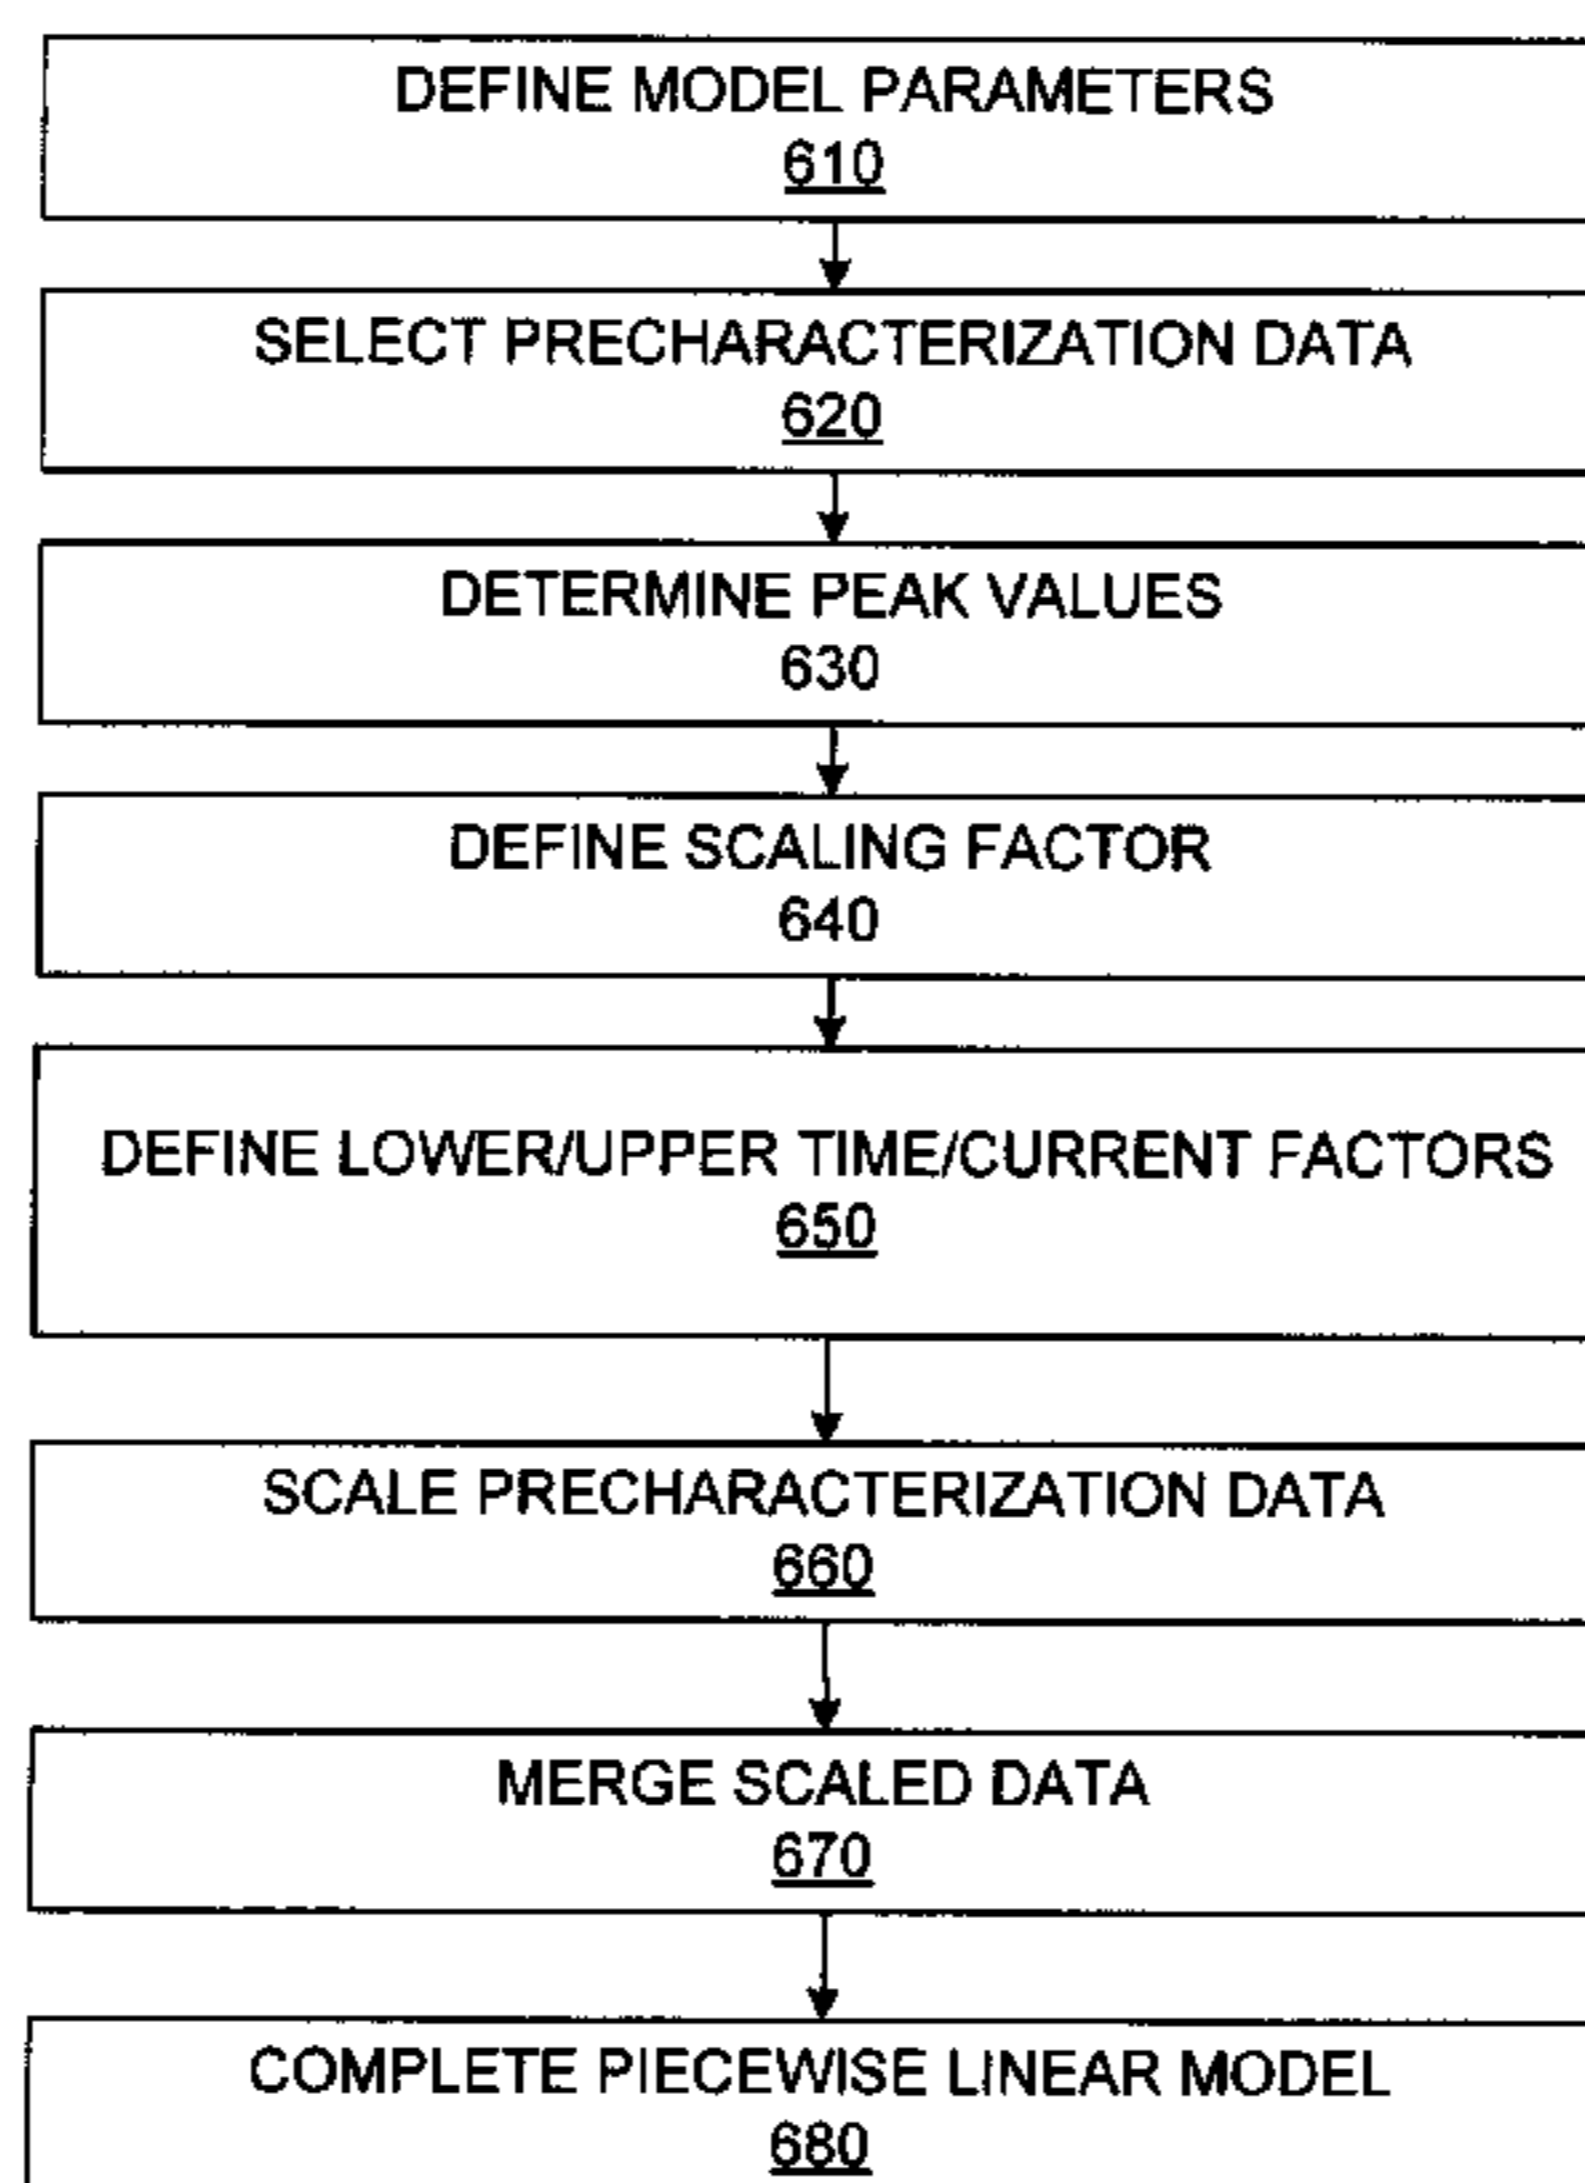 DEFINE MODEL PARAMETERS
610
SELECT PRECHARACTERIZATION DATA
620
DETERMINE PEAK VALUES
630
DEFINE SCALING FACTOR
640
DEFINE LOWER/UPPER TIME/CURRENT FACTORS
650
SCALE PRECHARACTERIZATION DATA
660
MERGE SCALED DATA
670
COMPLETE PIECEWISE LINEAR MODEL
680